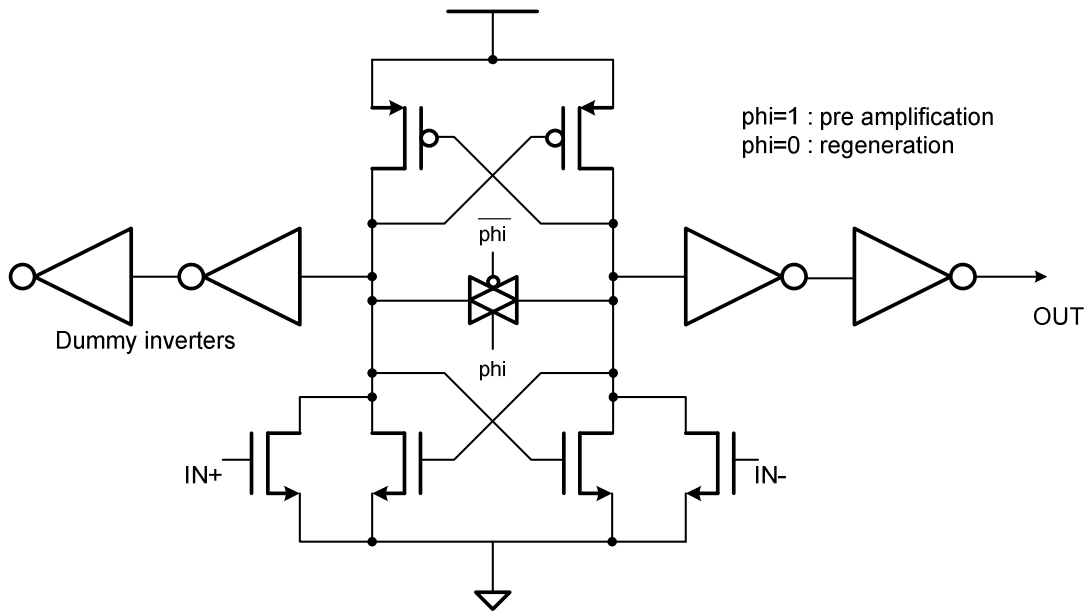 phi=1 : pre amplification
phi=0 : regeneration
phi
Dummy inverters
OUT
phi
IN+
IN-